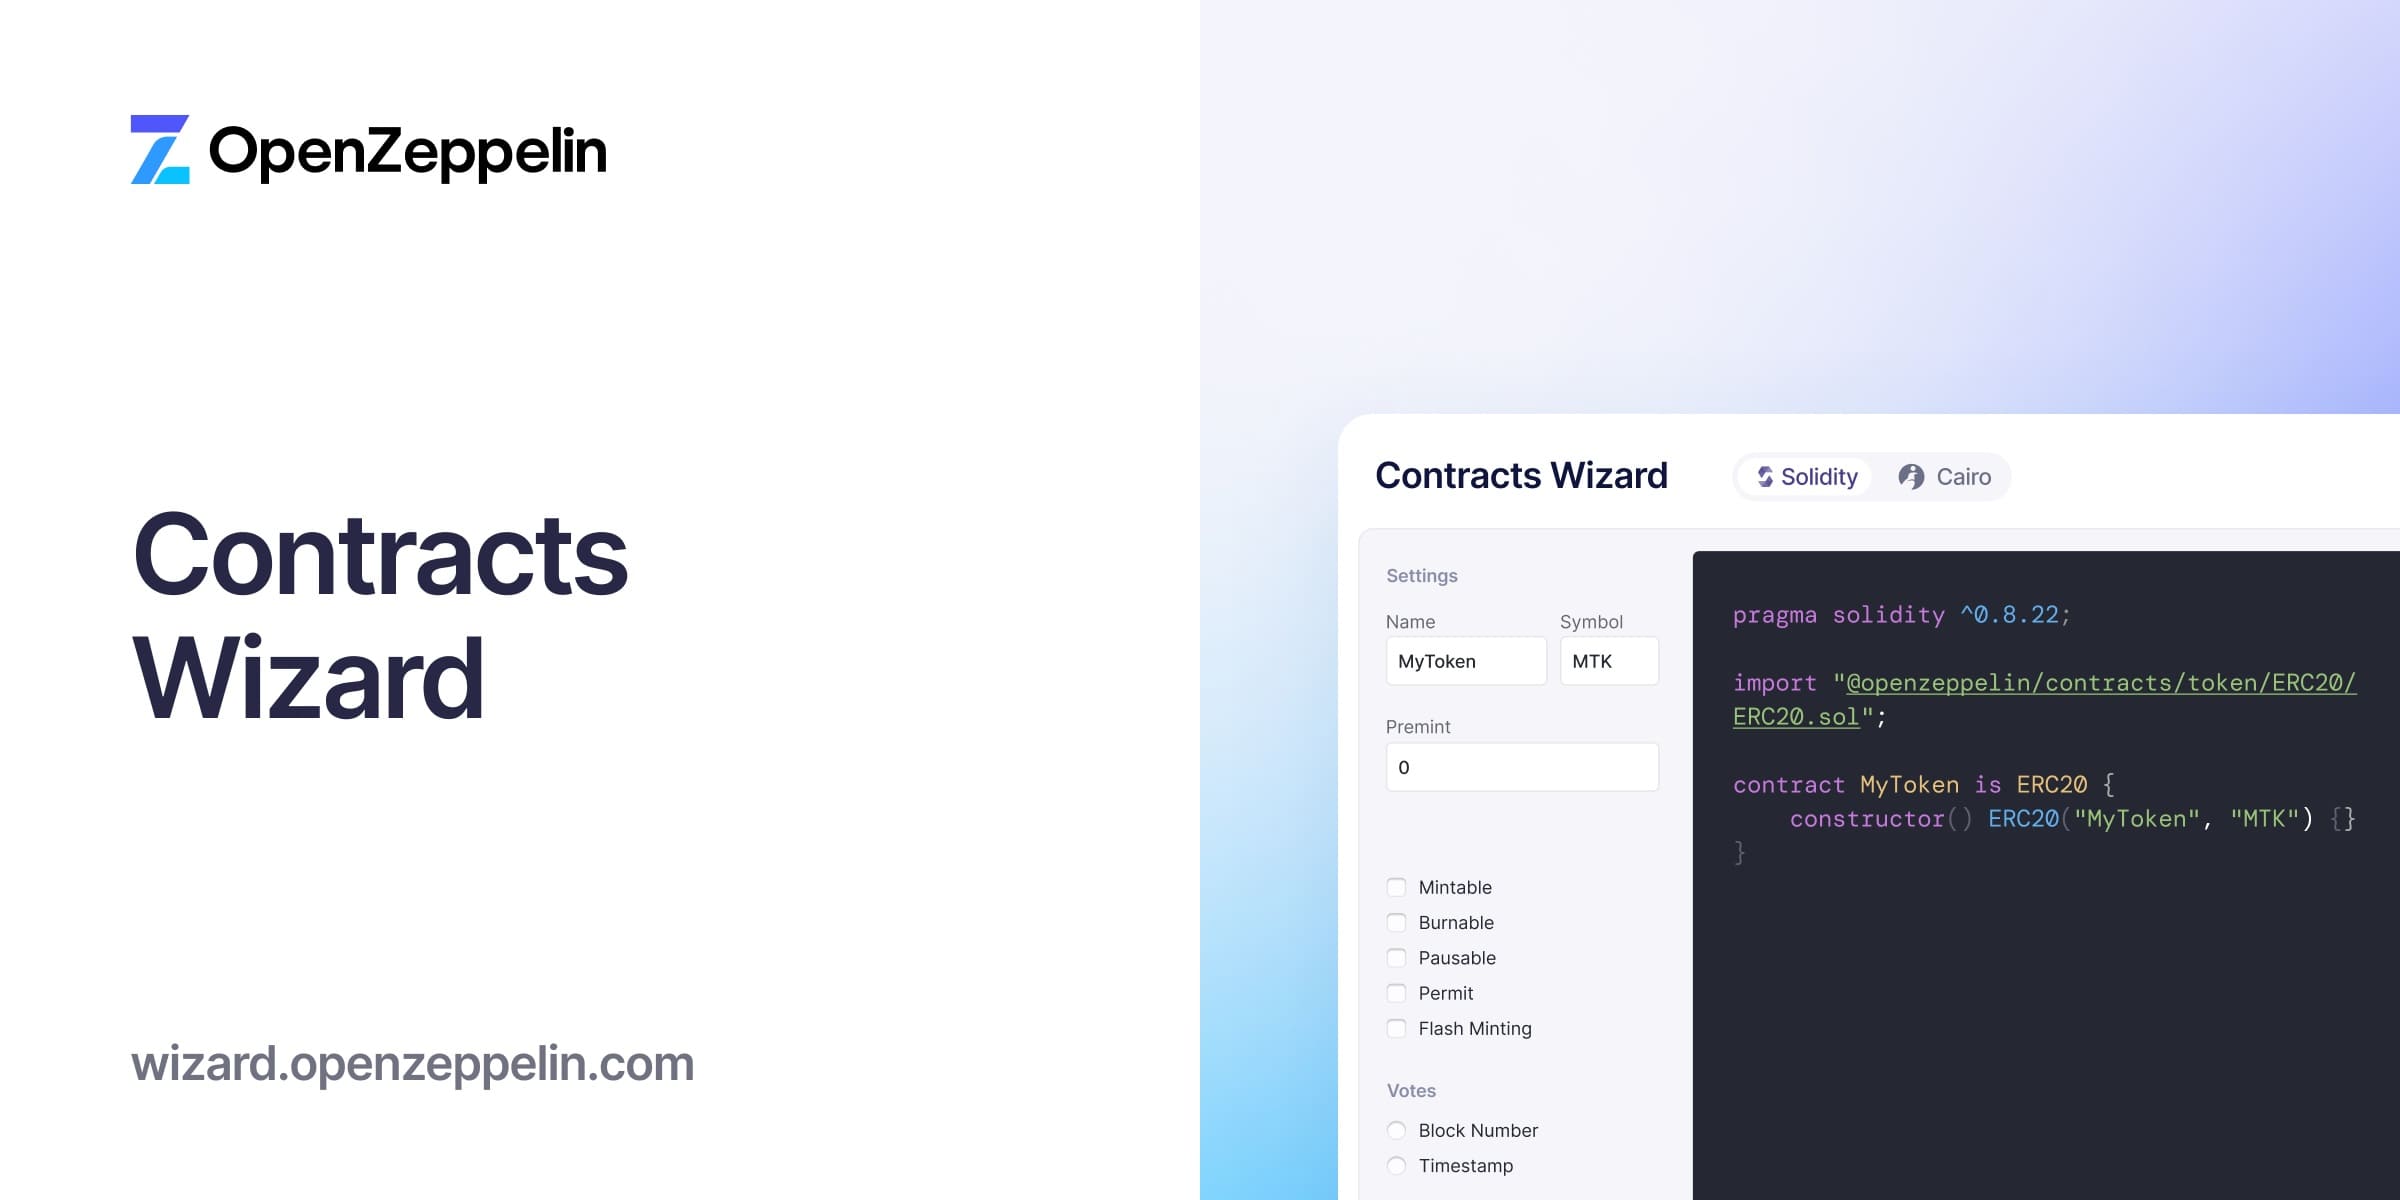 OpenZeppelin
Contracts
Wizard
wizard.openzeppelin.com
Contracts Wizard
Solidity
Cairo
Settings
Name
Symbol
MyToken
MTK
Premint
0
Mintable
Burnable
Pausable
Permit
Flash Minting
Votes
Block Number
Timestamp
pragma solidity ^0.8.22;
import "@openzeppelin/contracts/token/ERC20/
ERC20.sol";
contract MyToken is ERC20 {
    constructor() ERC20("MyToken", "MTK") {}
}